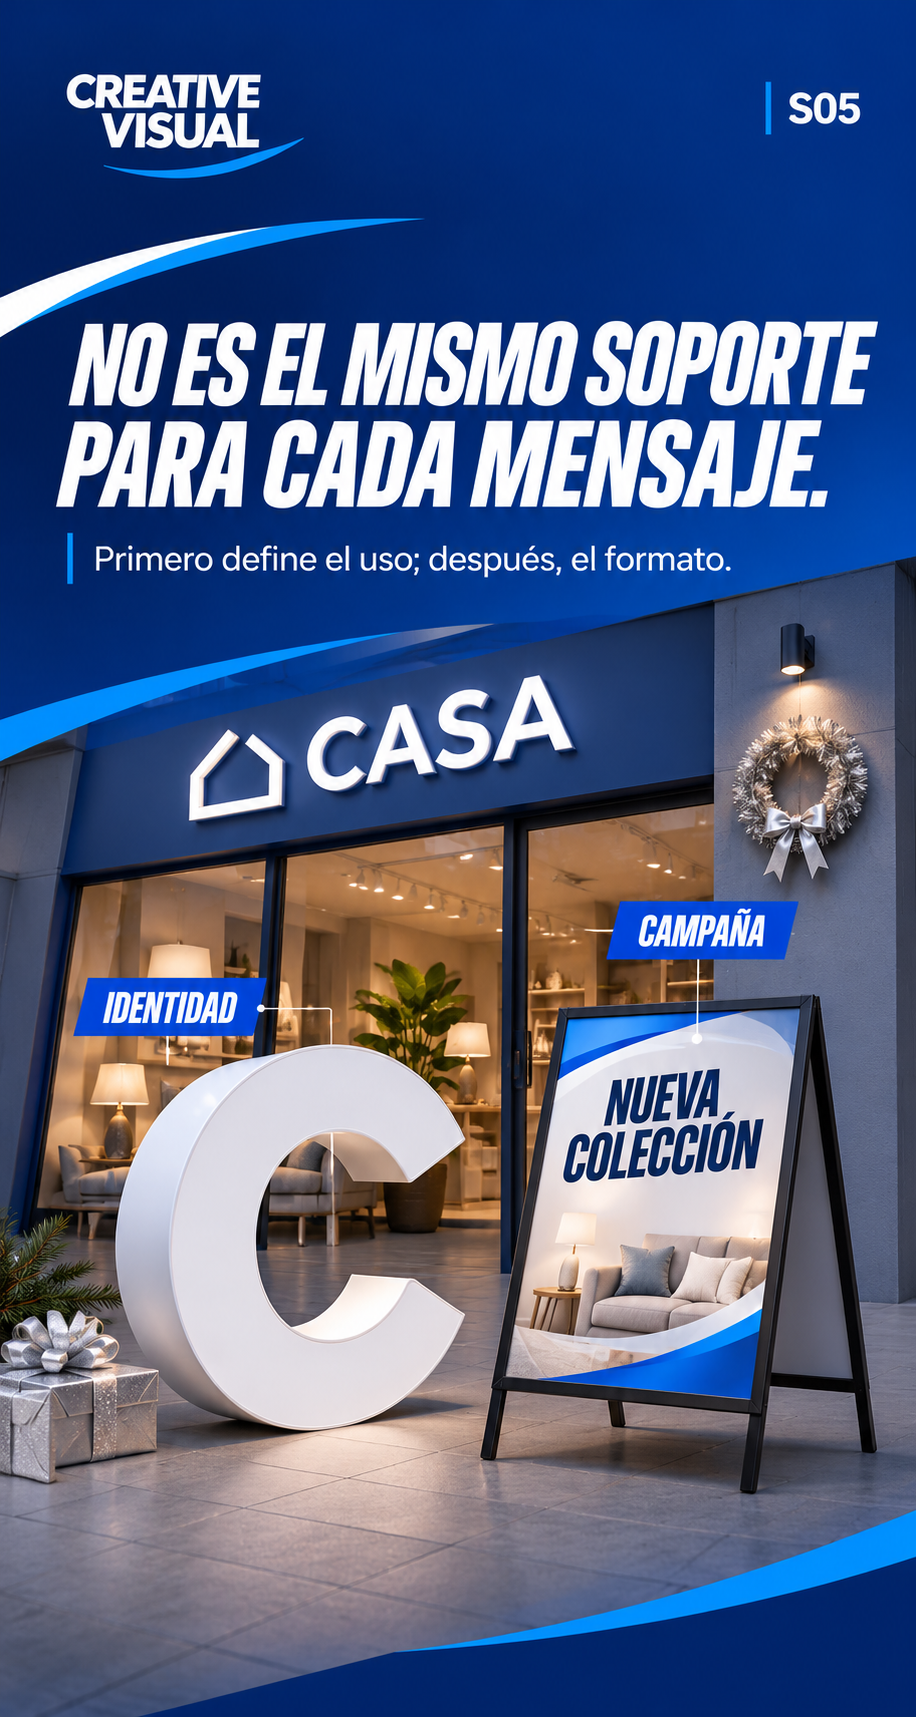 CREATIVE
VISUAL
S05
NO ES EL MISMO SOPORTE
PARA CADA MENSAJE.
Primero define el uso; después, el formato.
CASA
CAMPAÑA
IDENTIDAD
C
NUEVA
COLECCIÓN